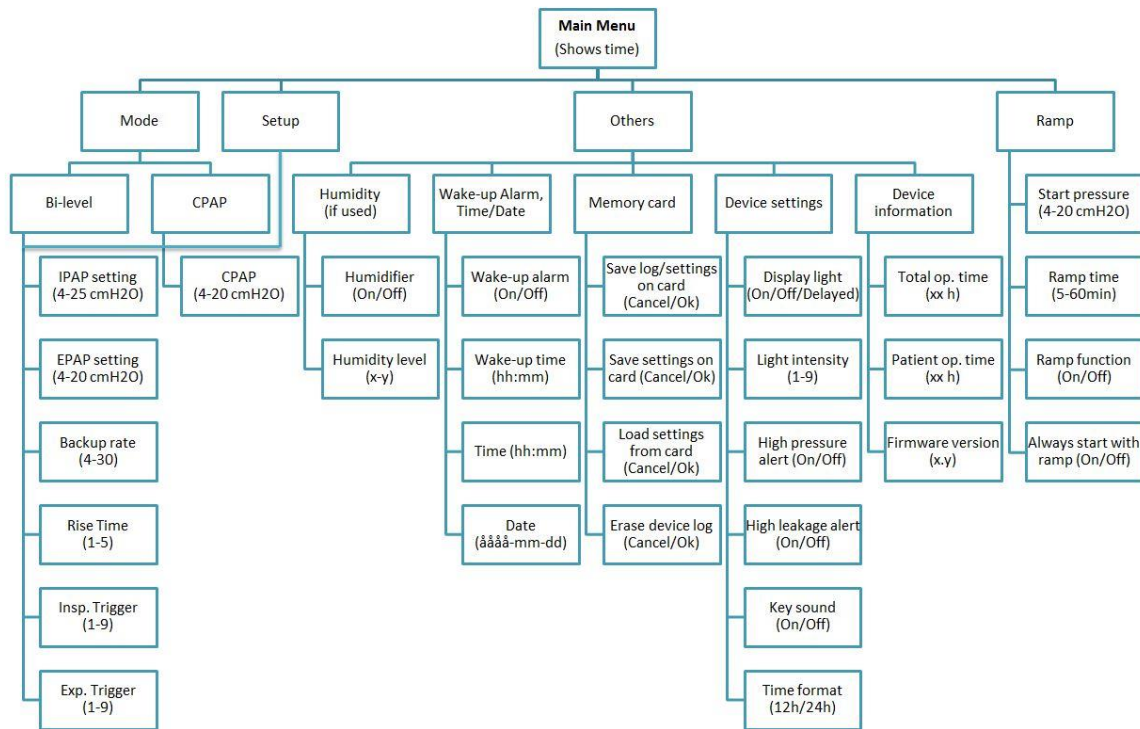 Main Menu
(Shows time)
Mode
Setup
Others
Ramp
Bi-level
CPAP
Humidity
(if used)
Wake-up Alarm,
Time/Date
Memory card
Device settings
Device
information
Start pressure
(4-20 cmH2O)
IPAP setting
(4-25 cmH2O)
CPAP
(4-20 cmH2O)
Humidifier
(On/Off)
Wake-up alarm
(On/Off)
Save log/settings
on card
(Cancel/Ok)
Display light
(On/Off/Delayed)
Total op. time
(xx h)
Ramp time
(5-60min)
EPAP setting
(4-20 cmH2O)
Humidity level
(x-y)
Wake-up time
(hh:mm)
Save settings on
card (Cancel/Ok)
Light intensity
(1-9)
Patient op. time
(xx h)
Ramp function
(On/Off)
Backup rate
(4-30)
Time (hh:mm)
Load settings
from card
(Cancel/Ok)
High pressure
alert (On/Off)
Firmware version
(x.y)
Always start with
ramp (On/Off)
Rise Time
(1-5)
Date
(åååå-mm-dd)
Erase device log
(Cancel/Ok)
High leakage alert
(On/Off)
Insp. Trigger
(1-9)
Key sound
(On/Off)
Exp. Trigger
(1-9)
Time format
(12h/24h)